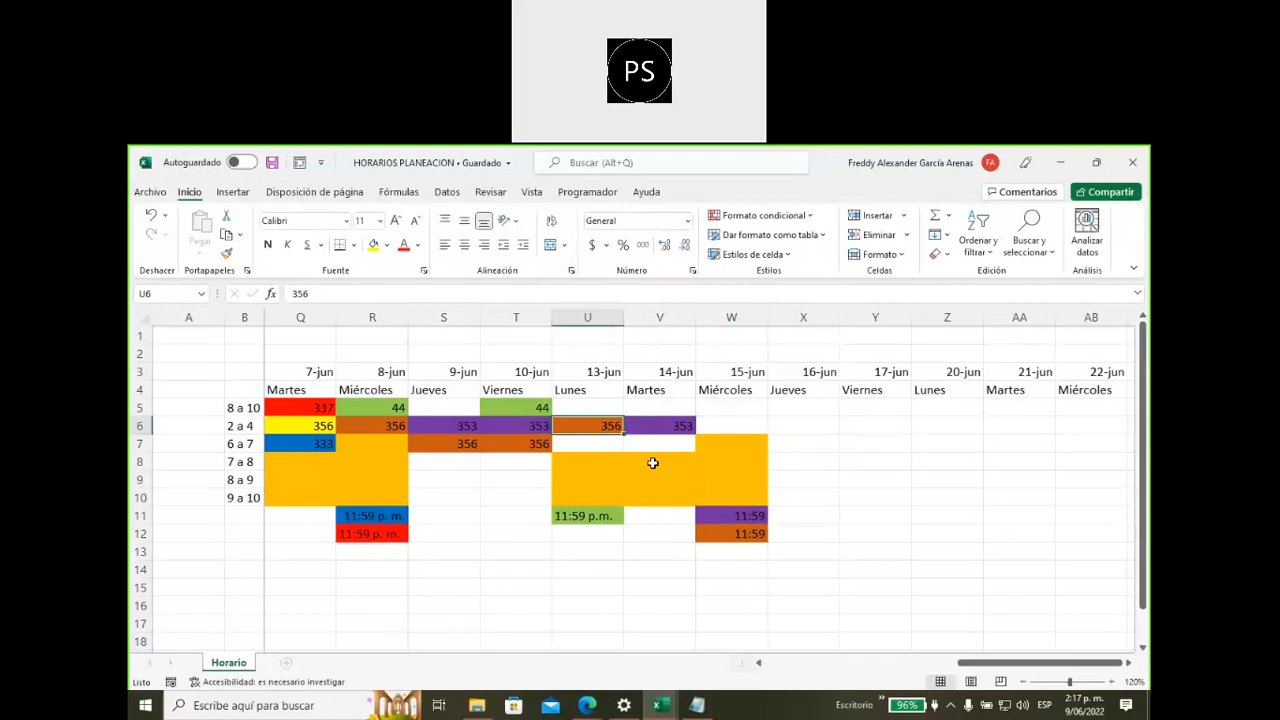 PS
Autoguardado
HORARIOS PLANEACION • Guardado
Buscar (Alt+Q)
Freddy Alexander García Arenas
FA
Archivo Inicio Insertar Disposición de página Fórmulas Datos Revisar Vista Programador Ayuda
Comentarios
Compartir
Pegar
Calibri 11
N K S
General
$ % 000
Formato condicional
Dar formato como tabla
Estilos de celda
Insertar
Eliminar
Formato
Ordenar y filtrar
Buscar y seleccionar
Analizar datos
Deshacer Portapapeles Fuente Alineación Número Estilos Celdas Edición Análisis
U6 fx 356
A B Q R S T U V W X Y Z AA AB
1
2
3 7-jun 8-jun 9-jun 10-jun 13-jun 14-jun 15-jun 16-jun 17-jun 20-jun 21-jun 22-jun
4 Martes Miércoles Jueves Viernes Lunes Martes Miércoles Jueves Viernes Lunes Martes Miércoles
5 8 a 10 337 44 44
6 2 a 4 356 356 353 353 356 353
7 6 a 7 333 356 356
8 7 a 8
9 8 a 9
10 9 a 10
11 11:59 p. m. 11:59 p.m. 11:59
12 11:59 p. m. 11:59
13
14
15
16
17
18
Horario
Listo Accesibilidad: es necesario investigar 120%
Escribe aquí para buscar
Escritorio
96%
ESP
2:17 p. m.
9/06/2022